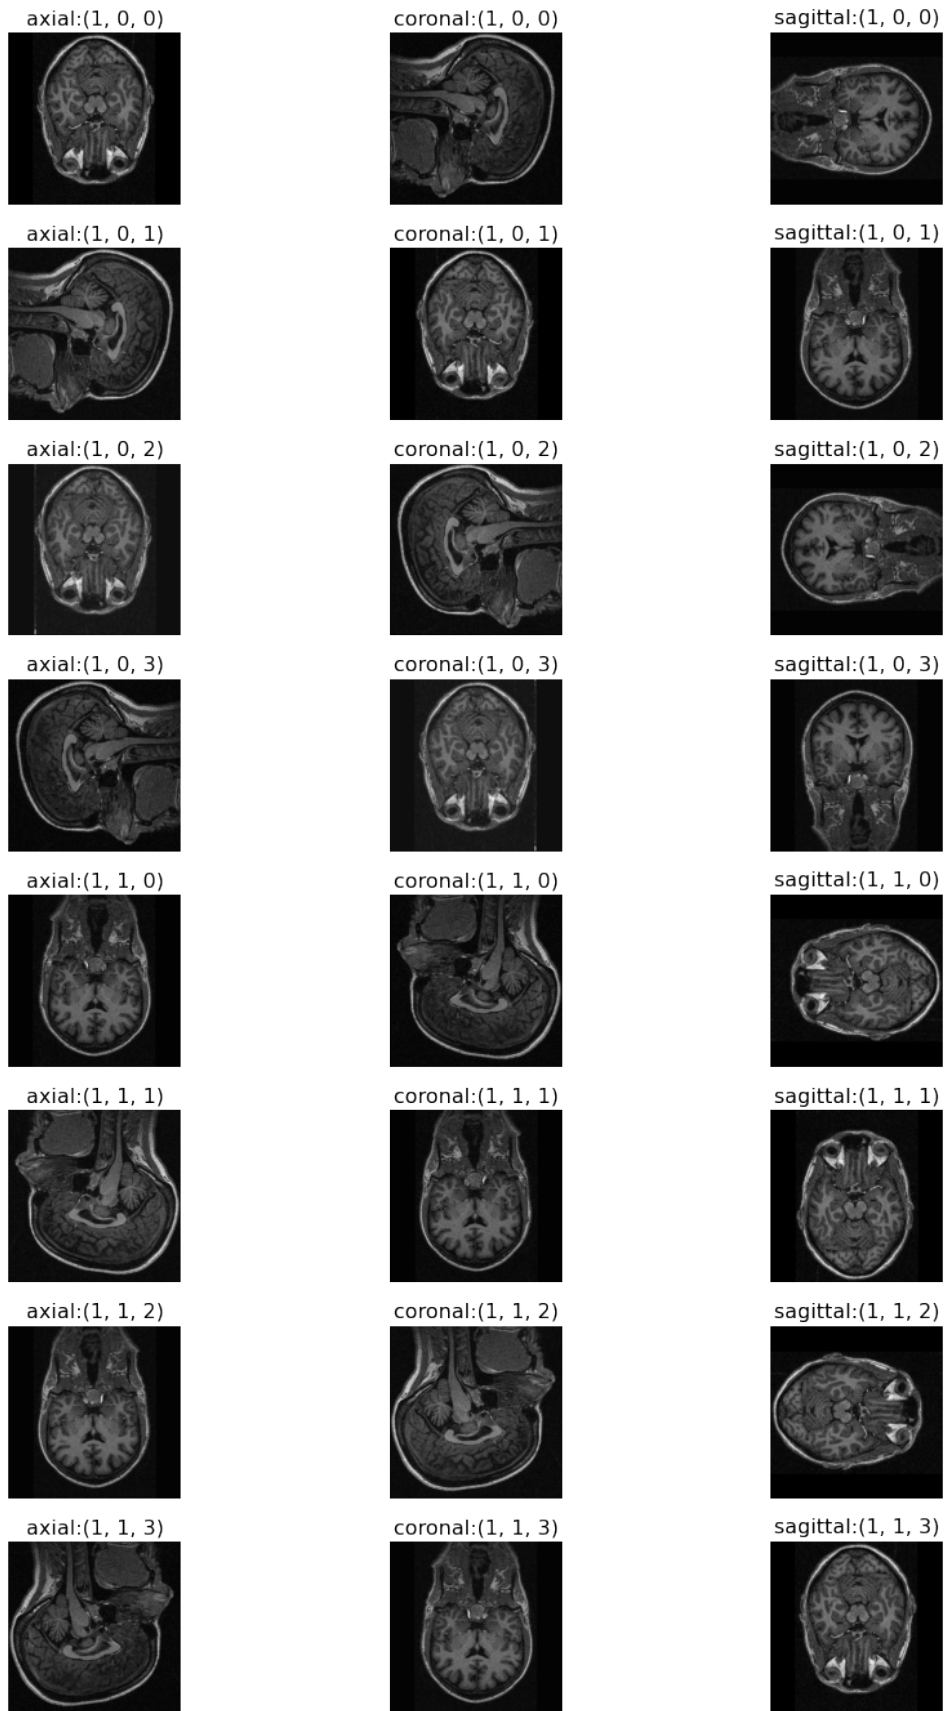 axial:(1, 0, 0) coronal:(1, 0, 0) sagittal:(1, 0, 0)
axial:(1, 0, 1) coronal:(1, 0, 1) sagittal:(1, 0, 1)
axial:(1, 0, 2) coronal:(1, 0, 2) sagittal:(1, 0, 2)
axial:(1, 0, 3) coronal:(1, 0, 3) sagittal:(1, 0, 3)
axial:(1, 1, 0) coronal:(1, 1, 0) sagittal:(1, 1, 0)
axial:(1, 1, 1) coronal:(1, 1, 1) sagittal:(1, 1, 1)
axial:(1, 1, 2) coronal:(1, 1, 2) sagittal:(1, 1, 2)
axial:(1, 1, 3) coronal:(1, 1, 3) sagittal:(1, 1, 3)